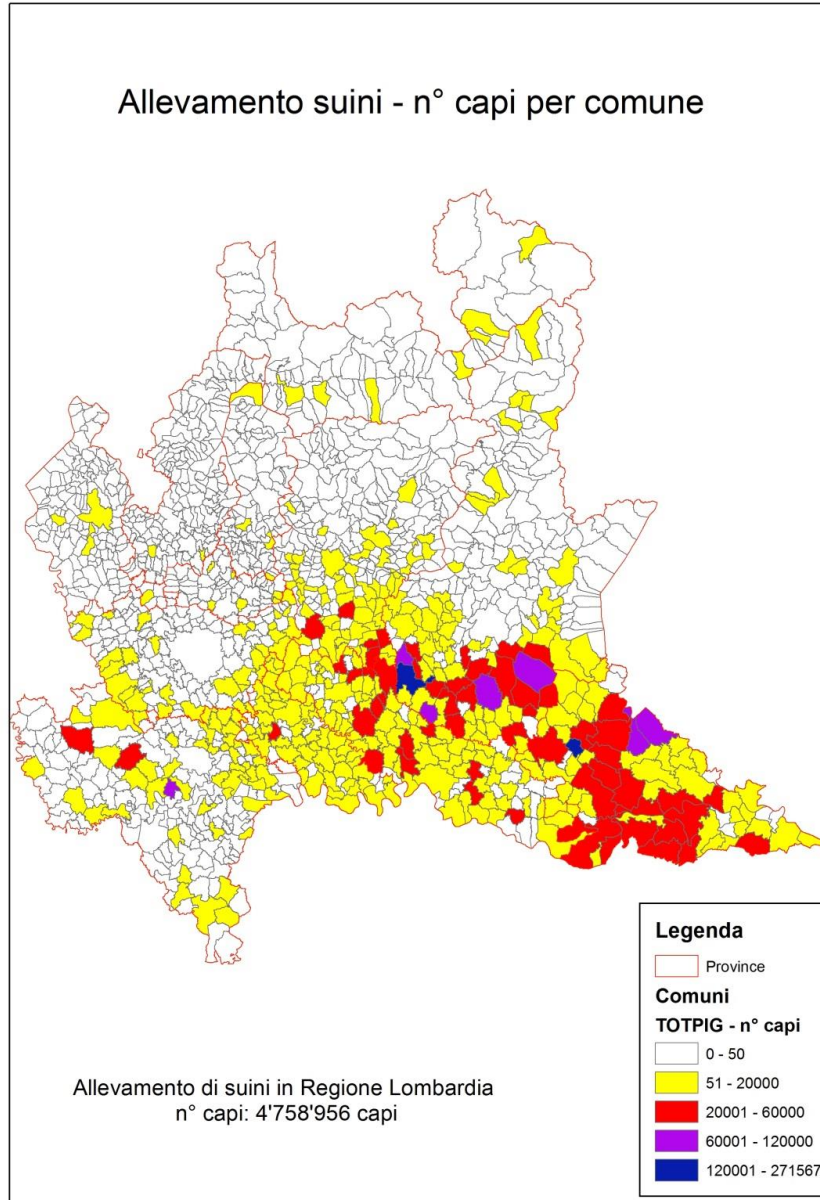 Allevamento suini - n° capi per comune
Allevamento di suini in Regione Lombardia
n° capi: 4'758'956 capi
Legenda
Province
Comuni
TOTPIG - n° capi
0 - 50
51 - 20000
20001 - 60000
60001 - 120000
120001 - 271567